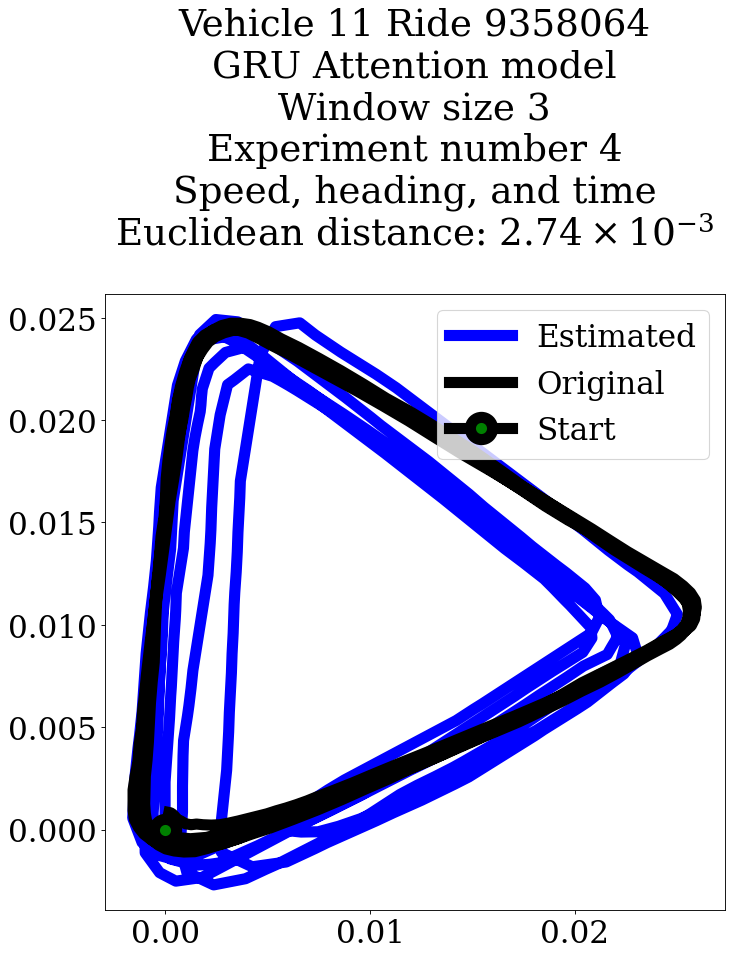 Vehicle 11 Ride 9358064
GRU Attention model
Window size 3
Experiment number 4
Speed, heading, and time
Euclidean distance: 2.74 × 10⁻³
Estimated
Original
Start
0.025
0.020
0.015
0.010
0.005
0.000
0.00
0.01
0.02